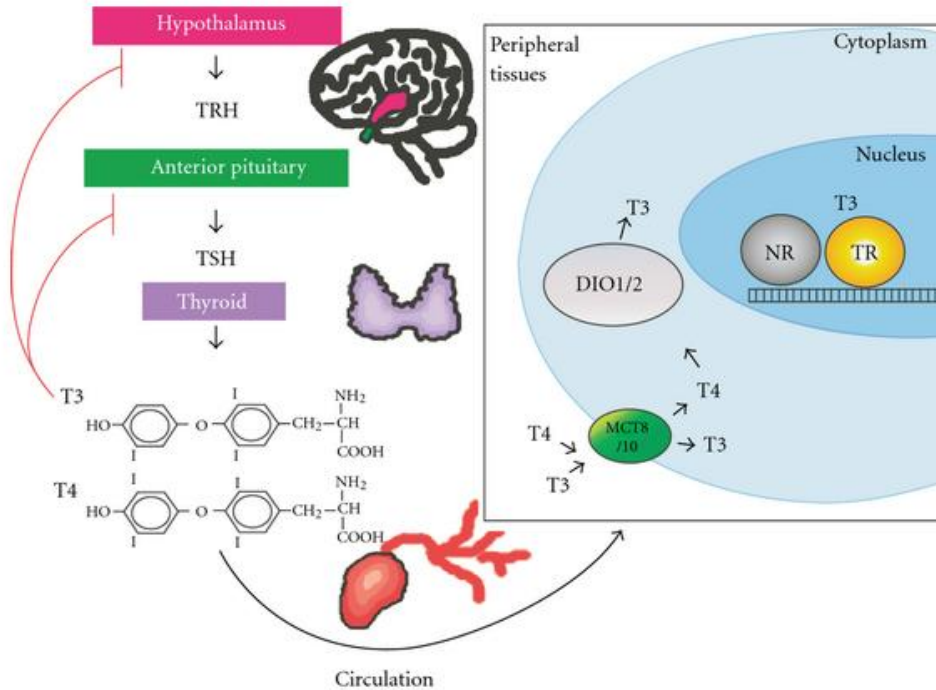 Hypothalamus
TRH
Anterior pituitary
TSH
Thyroid
T3
I
NH₂
HO
O
CH₂
CH
I
I
COOH
T4
I
I
NH₂
HO
O
CH₂
CH
I
I
COOH
Circulation
Peripheral
tissues
Cytoplasm
Nucleus
T3
NR
TR
T3
DIO1/2
T4
MCT8
/10
T4
T3
T3